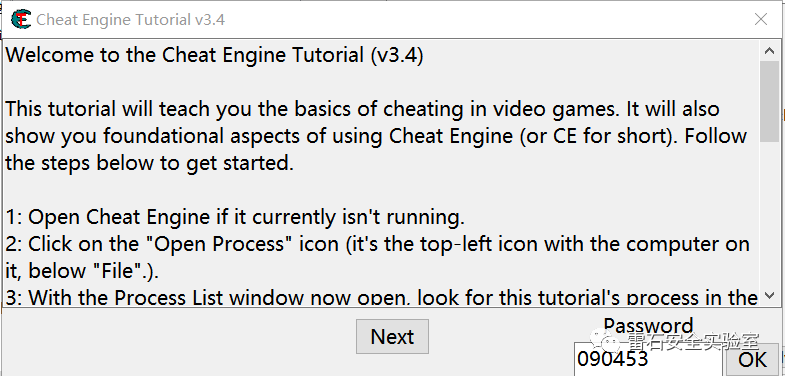 Cheat Engine Tutorial v3.4
Welcome to the Cheat Engine Tutorial (v3.4)
This tutorial will teach you the basics of cheating in video games. It will also
show you foundational aspects of using Cheat Engine (or CE for short). Follow
the steps below to get started.
1: Open Cheat Engine if it currently isn't running.
2: Click on the "Open Process" icon (it's the top-left icon with the computer on
it, below "File".).
3: With the Process List window now open, look for this tutorial's process in the
Next
Password
雷石安全实验室
090453
OK